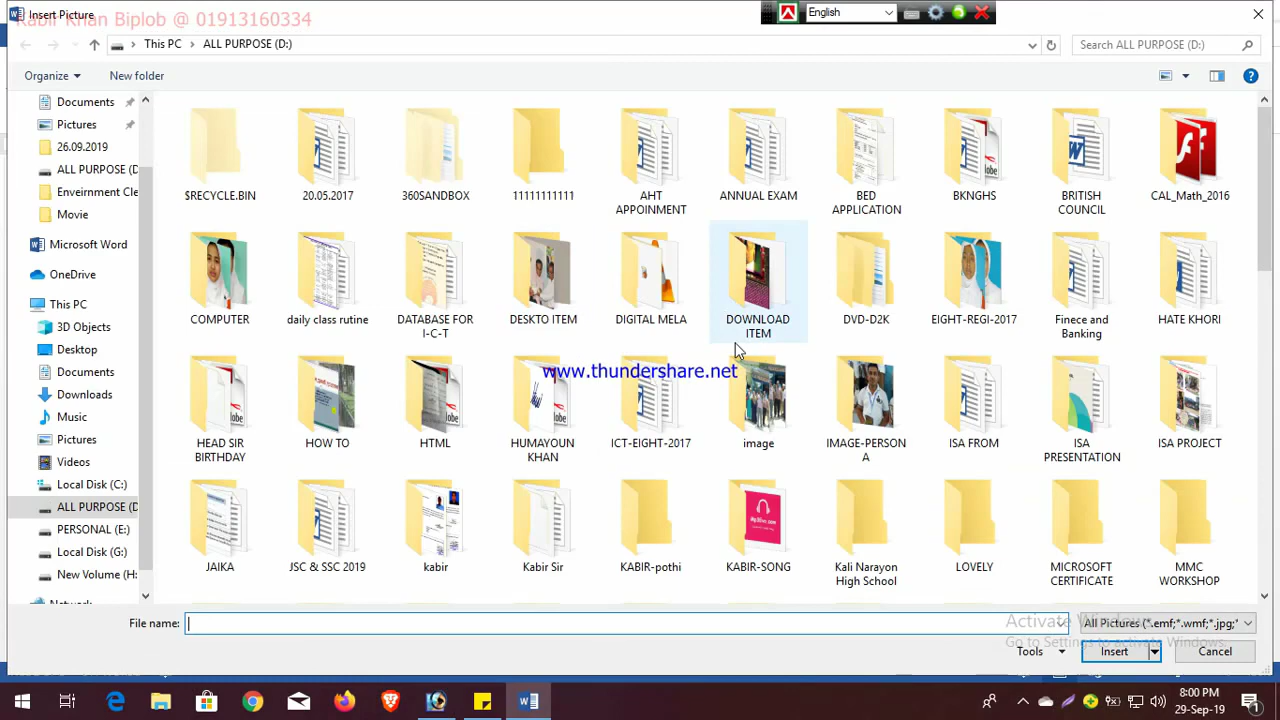 Insert Picture
Kabir Khan Biplob @ 01913160334
English
This PC > ALL PURPOSE (D:)
Search ALL PURPOSE (D:)
Organize
New folder
Documents
Pictures
26.09.2019
ALL PURPOSE (D
Enveirnment Cle
Movie
Microsoft Word
OneDrive
This PC
3D Objects
Desktop
Documents
Downloads
Music
Pictures
Videos
Local Disk (C:)
ALL PURPOSE (D
PERSONAL (E:)
Local Disk (G:)
New Volume (H:
Network
$RECYCLE.BIN
20.05.2017
360SANDBOX
11111111111
AHT APPOINMENT
ANNUAL EXAM
BED APPLICATION
BKNGHS
BRITISH COUNCIL
CAL_Math_2016
COMPUTER
daily class rutine
DATABASE FOR I-C-T
DESKTO ITEM
DIGITAL MELA
DOWNLOAD ITEM
DVD-D2K
EIGHT-REGI-2017
Finece and Banking
HATE KHORI
www.thundershare.net
HEAD SIR BIRTHDAY
HOW TO
HTML
HUMAYOUN KHAN
ICT-EIGHT-2017
image
IMAGE-PERSONA
ISA FROM
ISA PRESENTATION
ISA PROJECT
JAIKA
JSC & SSC 2019
kabir
Kabir Sir
KABIR-pothi
KABIR-SONG
Kali Narayon High School
LOVELY
MICROSOFT CERTIFICATE
MMC WORKSHOP
File name:
All Pictures (*.emf;*.wmf;*.jpg;*
Activate Windows
Go to Settings to activate Windows.
Tools
Insert
Cancel
8:00 PM
29-Sep-19